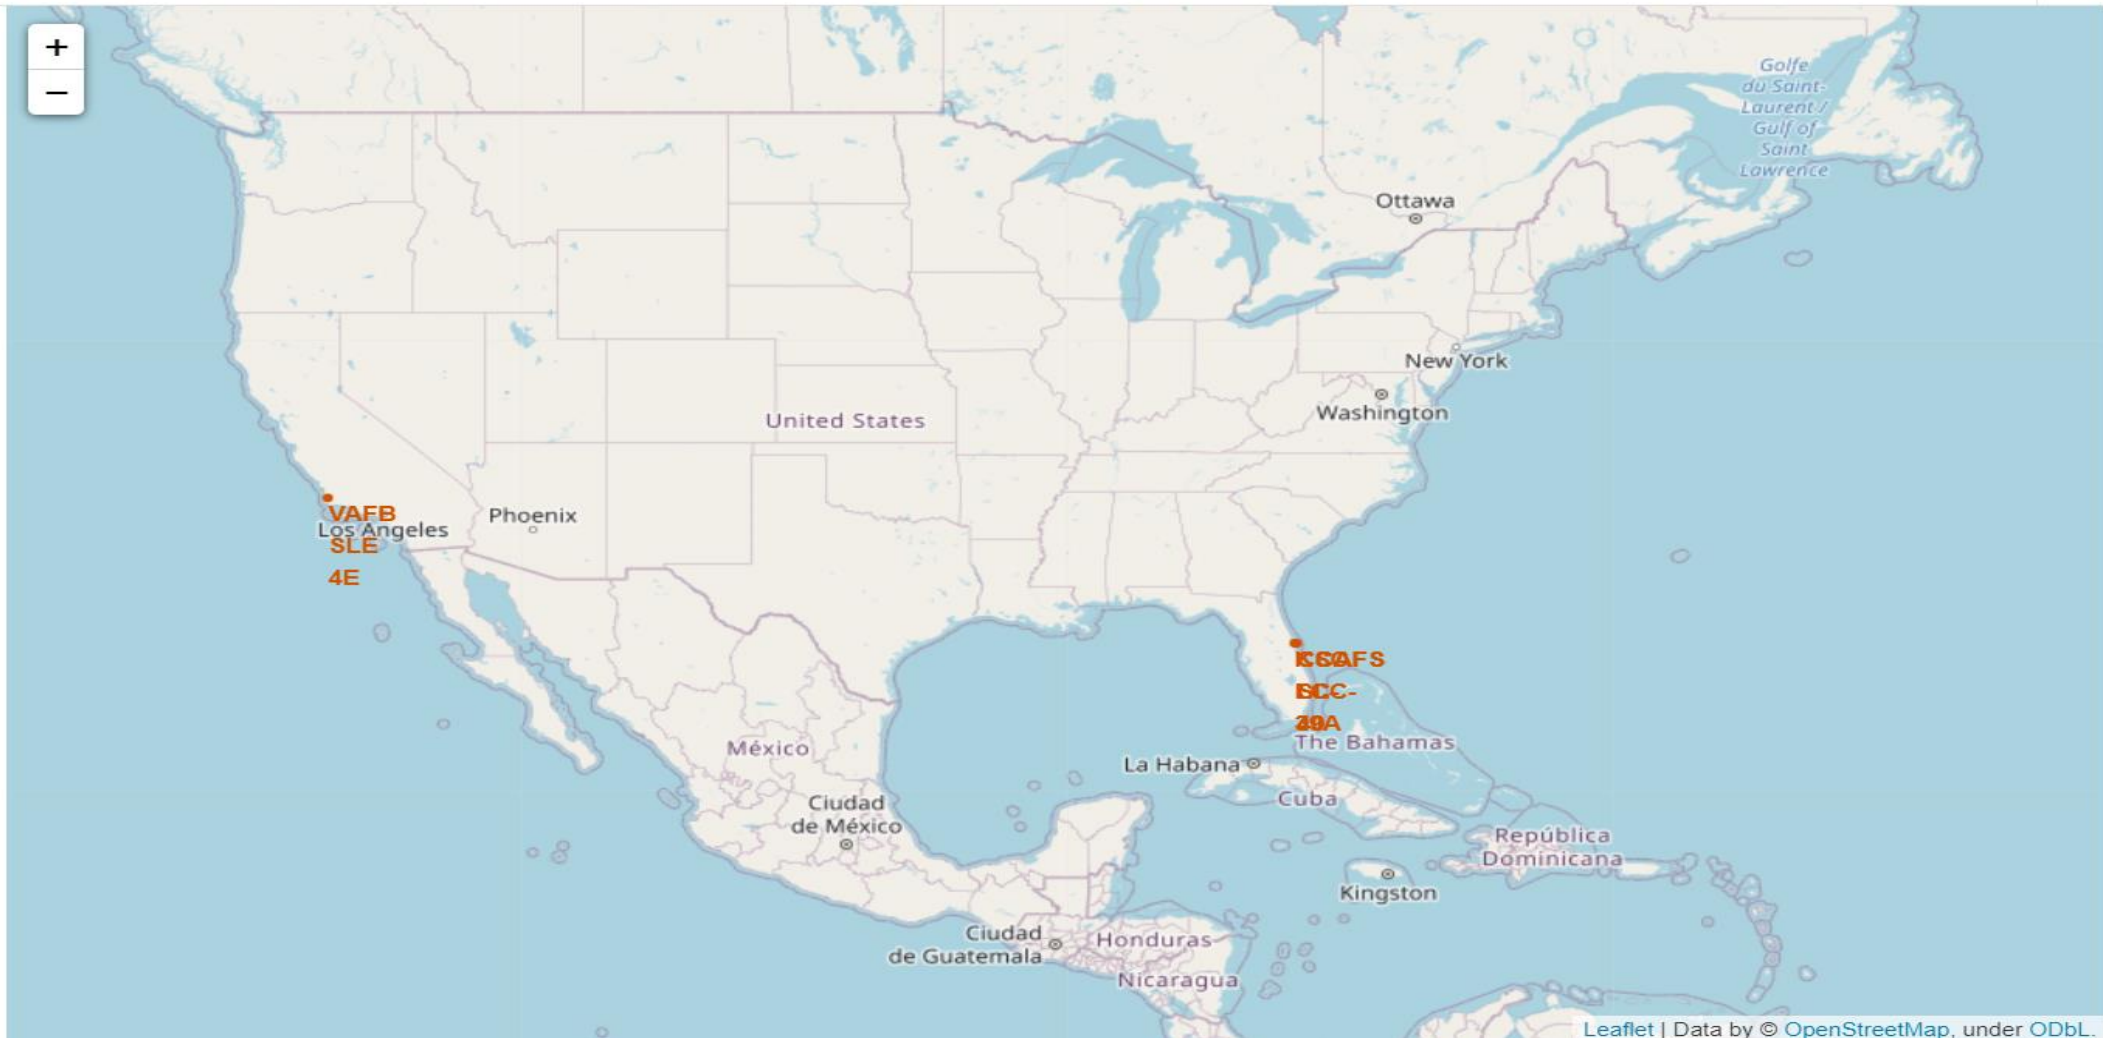 +
−
Golfe
du Saint-
Laurent /
Gulf of
Saint
Lawrence
Ottawa
New York
Washington
United States
VAFB
Los Angeles
SLE
4E
Phoenix
The Bahamas
México
La Habana
Cuba
Ciudad
de México
República
Dominicana
Kingston
Ciudad
de Guatemala
Honduras
Nicaragua
Leaflet | Data by © OpenStreetMap, under ODbL.